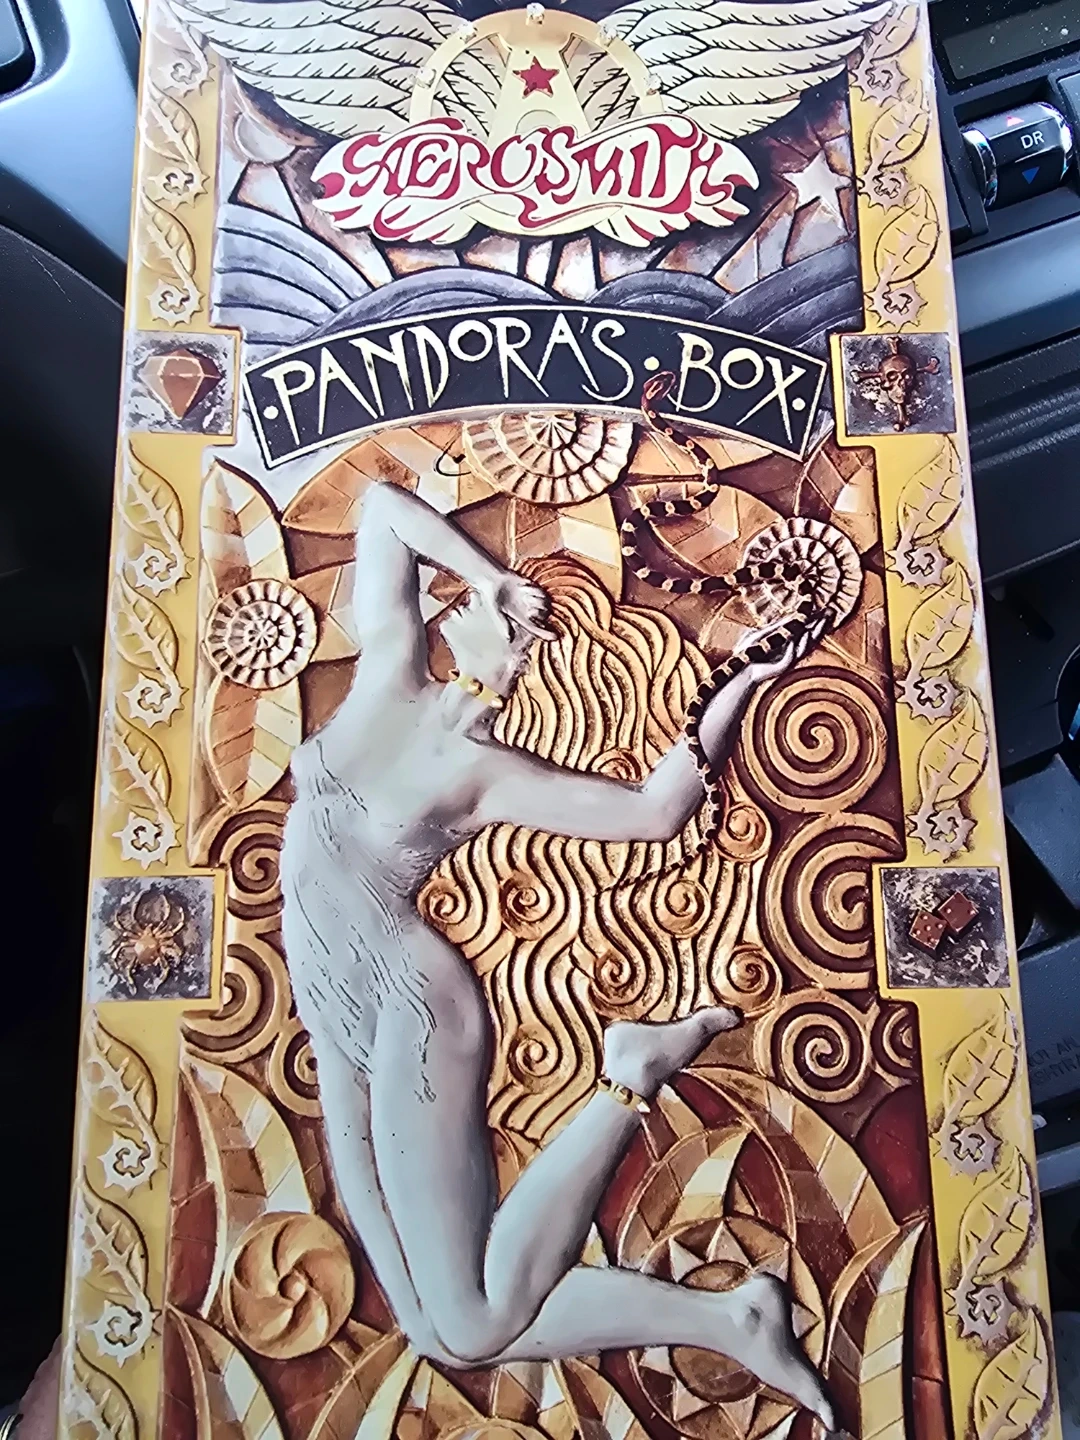 AEROSMITH
PANDORA'S · BOX
DR